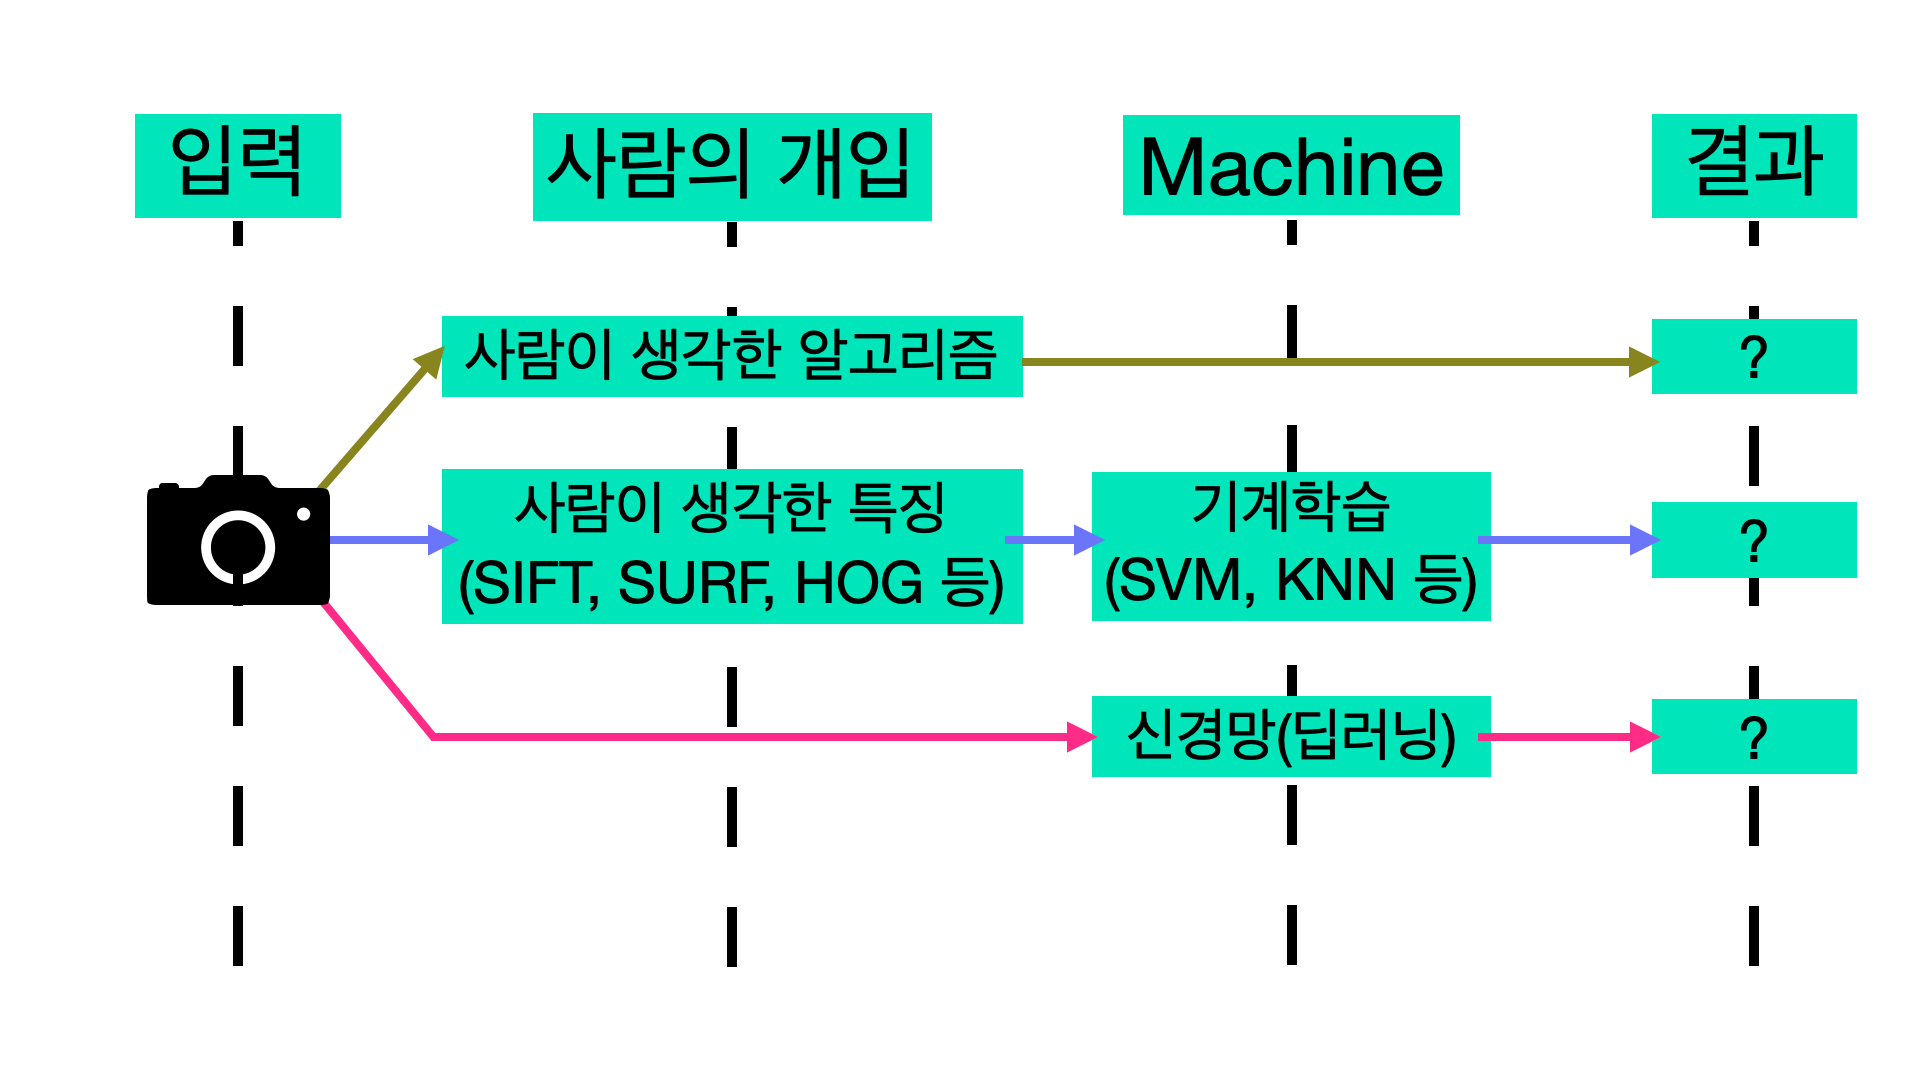 입력
사람의 개입
Machine
결과
사람이 생각한 알고리즘
?
사람이 생각한 특징
(SIFT, SURF, HOG 등)
기계학습
(SVM, KNN 등)
?
신경망(딥러닝)
?